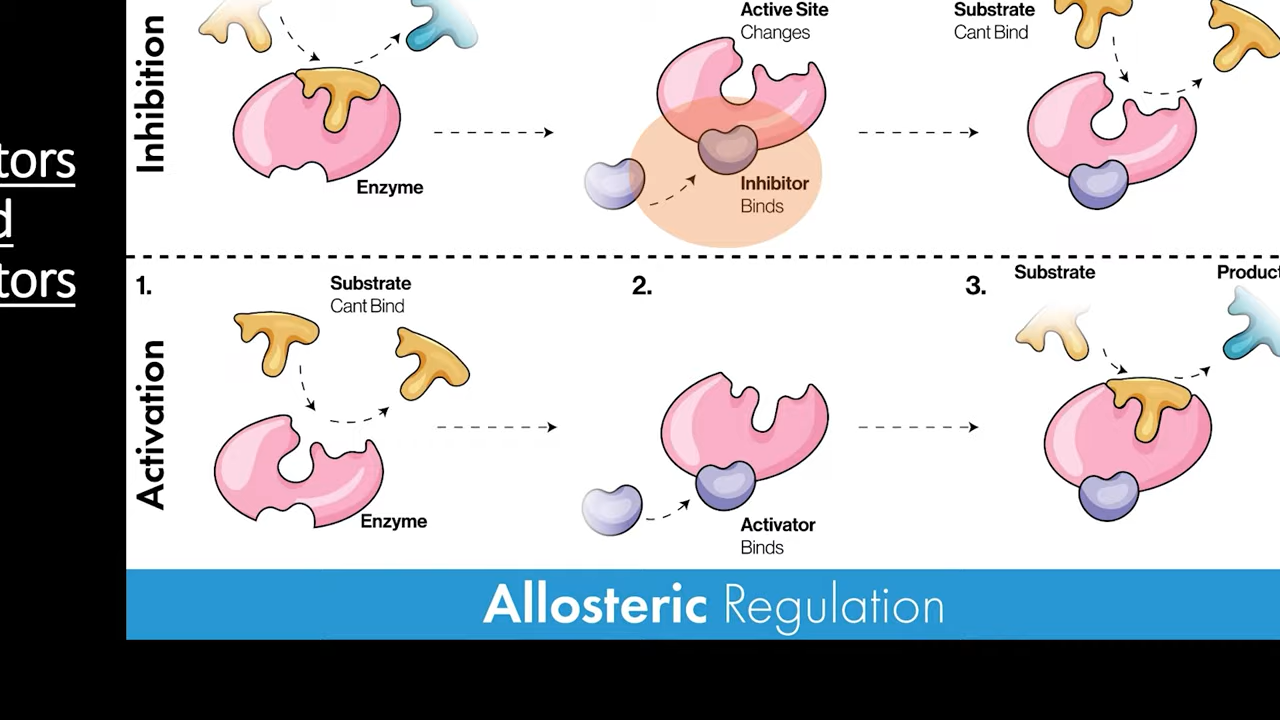 tors
d
tors
Inhibition
Enzyme
Active Site
Changes
Inhibitor
Binds
Substrate
Cant Bind
Activation
1.
Substrate
Cant Bind
Enzyme
2.
Activator
Binds
3.
Substrate
Product
Allosteric Regulation